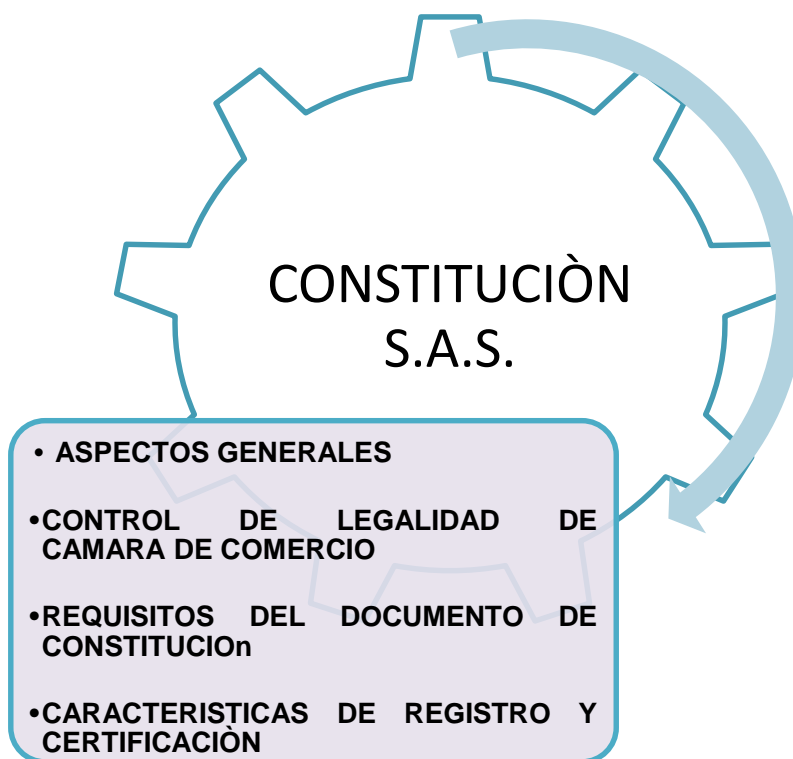 CONSTITUCIÒN
S.A.S.
• ASPECTOS GENERALES
•CONTROL DE LEGALIDAD DE
CAMARA DE COMERCIO
•REQUISITOS DEL DOCUMENTO DE
CONSTITUCIOn
•CARACTERISTICAS DE REGISTRO Y
CERTIFICACIÒN